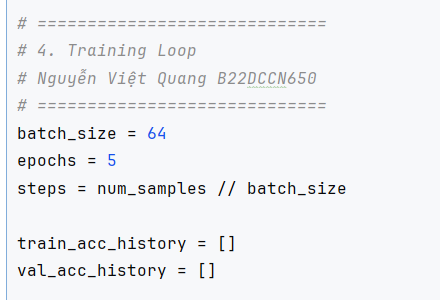 # =============================
# 4. Training Loop
# Nguyễn Việt Quang B22DCCN650
# =============================
batch_size = 64
epochs = 5
steps = num_samples // batch_size
train_acc_history = []
val_acc_history = []